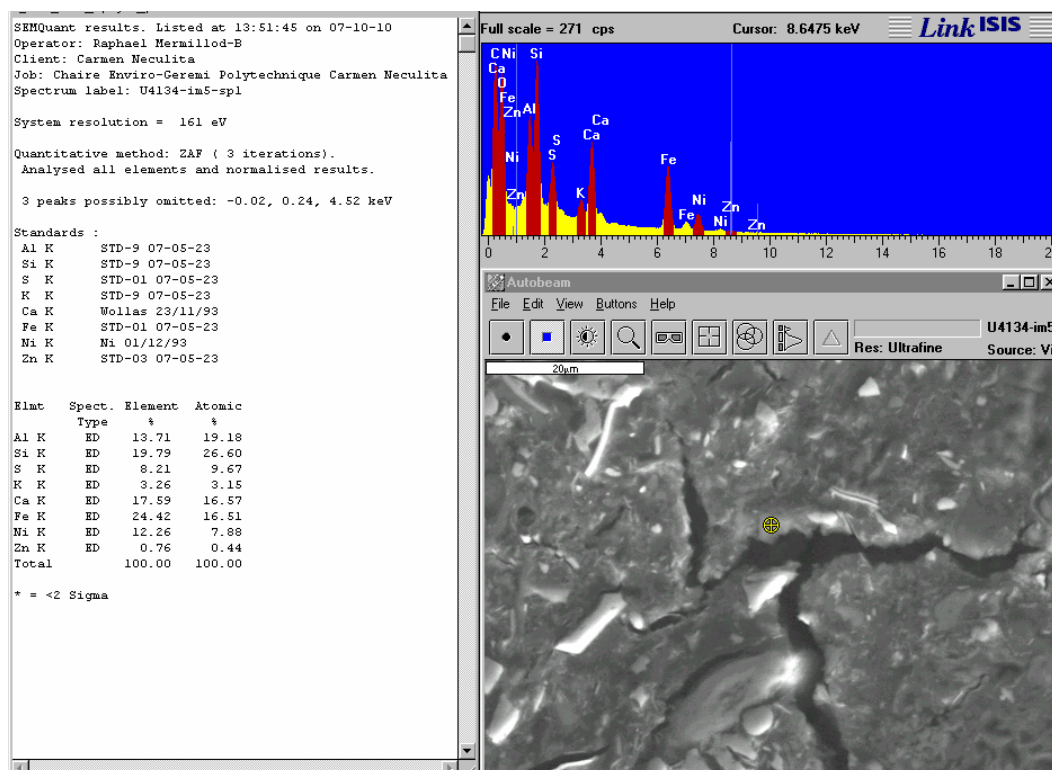 SEMQuant results. Listed at 13:51:45 on 07-10-10
Operator: Raphael Mermillod-B
Client: Carmen Neculita
Job: Chaire Enviro-Geremi Polytechnique Carmen Neculita
Spectrum label: U4134-im5-sp1
System resolution = 161 eV
Quantitative method: ZAF ( 3 iterations).
Analysed all elements and normalised results.
3 peaks possibly omitted: -0.02, 0.24, 4.52 keV
Standards :
Al K STD-9 07-05-23
Si K STD-9 07-05-23
S K STD-01 07-05-23
K K STD-9 07-05-23
Ca K Wollas 23/11/93
Fe K STD-01 07-05-23
Ni K Ni 01/12/93
Zn K STD-03 07-05-23
Elmt Spect. Element Atomic
Type % %
Al K ED 13.71 19.18
Si K ED 19.79 26.60
S K ED 8.21 9.67
K K ED 3.26 3.15
Ca K ED 17.59 16.57
Fe K ED 24.42 16.51
Ni K ED 12.26 7.88
Zn K ED 0.76 0.44
Total 100.00 100.00
* = <2 Sigma
Full scale = 271 cps Cursor: 8.6475 keV Link ISIS
C Ni Si
Ca
O
Fe
Zn Al Ca
S Ca
Ni S K Fe Ni Zn
Zn Fe Ni Zn
0 2 4 6 8 10 12 14 16 18 2
Autobeam
File Edit View Buttons Help
U4134-im5
Res: Ultrafine Source: Vi
20µm